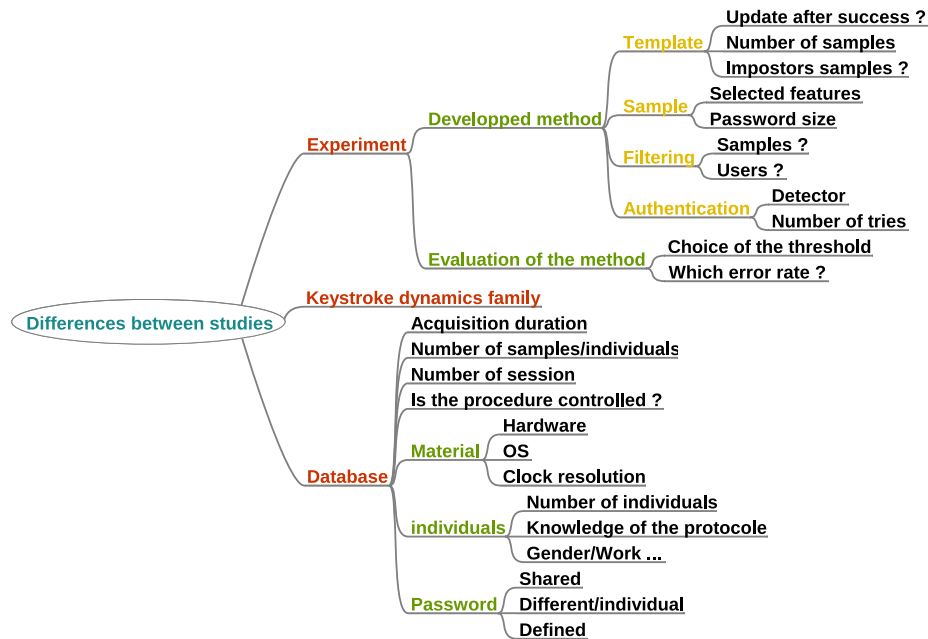 Differences between studies
Experiment
Developped method
Template
Update after success ?
Number of samples
Impostors samples ?
Sample
Selected features
Password size
Filtering
Samples ?
Users ?
Authentication
Detector
Number of tries
Evaluation of the method
Choice of the threshold
Which error rate ?
Keystroke dynamics family
Database
Acquisition duration
Number of samples/individuals
Number of session
Is the procedure controlled ?
Material
Hardware
OS
Clock resolution
individuals
Number of individuals
Knowledge of the protocole
Gender/Work ...
Password
Shared
Different/individual
Defined